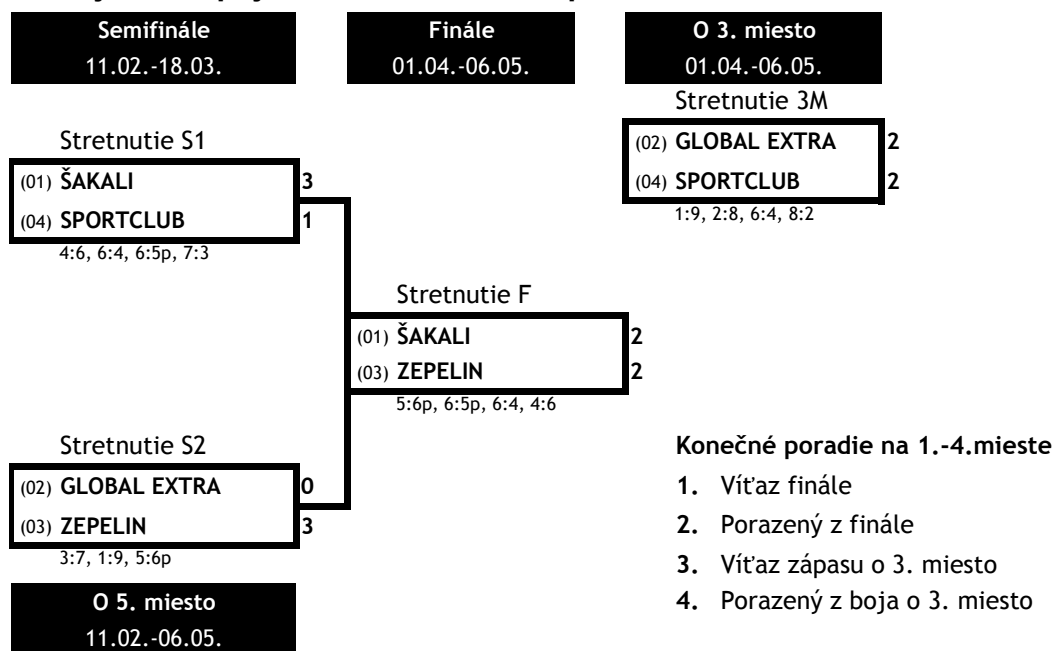 Semifinále
11.02.-18.03.
Finále
01.04.-06.05.
O 3. miesto
01.04.-06.05.
Stretnutie 3M
(02) GLOBAL EXTRA 2
(04) SPORTCLUB 2
1:9, 2:8, 6:4, 8:2
Stretnutie S1
(01) ŠAKALI 3
(04) SPORTCLUB 1
4:6, 6:4, 6:5p, 7:3
Stretnutie F
(01) ŠAKALI 2
(03) ZEPELIN 2
5:6p, 6:5p, 6:4, 4:6
Stretnutie S2
(02) GLOBAL EXTRA 0
(03) ZEPELIN 3
3:7, 1:9, 5:6p
Konečné poradie na 1.-4.mieste
1. Víťaz finále
2. Porazený z finále
3. Víťaz zápasu o 3. miesto
4. Porazený z boja o 3. miesto
O 5. miesto
11.02.-06.05.